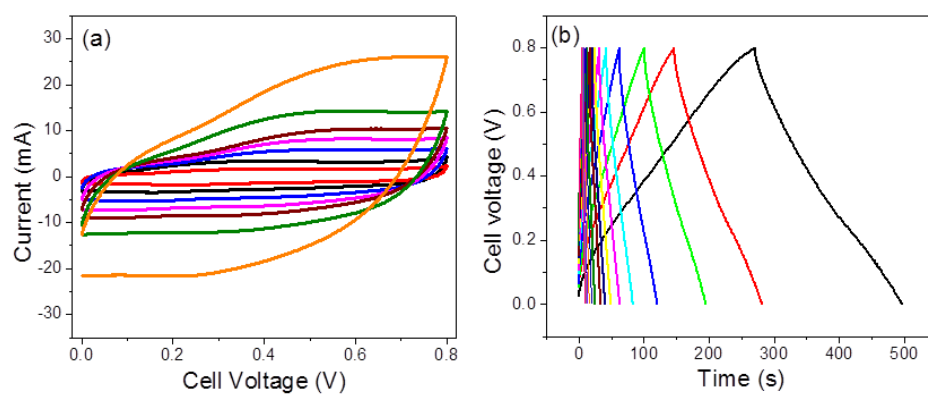 (a)
30
20
10
0
-10
-20
-30
Current (mA)
0.0 0.2 0.4 0.6 0.8
Cell Voltage (V)
(b)
0.8
0.6
0.4
0.2
0.0
Cell voltage (V)
0 100 200 300 400 500
Time (s)